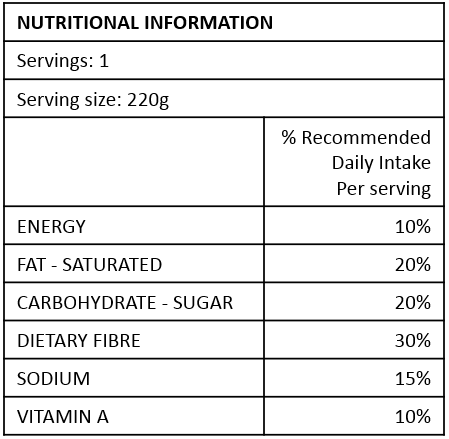 NUTRITIONAL INFORMATION
Servings: 1
Serving size: 220g
% Recommended
Daily Intake
Per serving
ENERGY 10%
FAT - SATURATED 20%
CARBOHYDRATE - SUGAR 20%
DIETARY FIBRE 30%
SODIUM 15%
VITAMIN A 10%